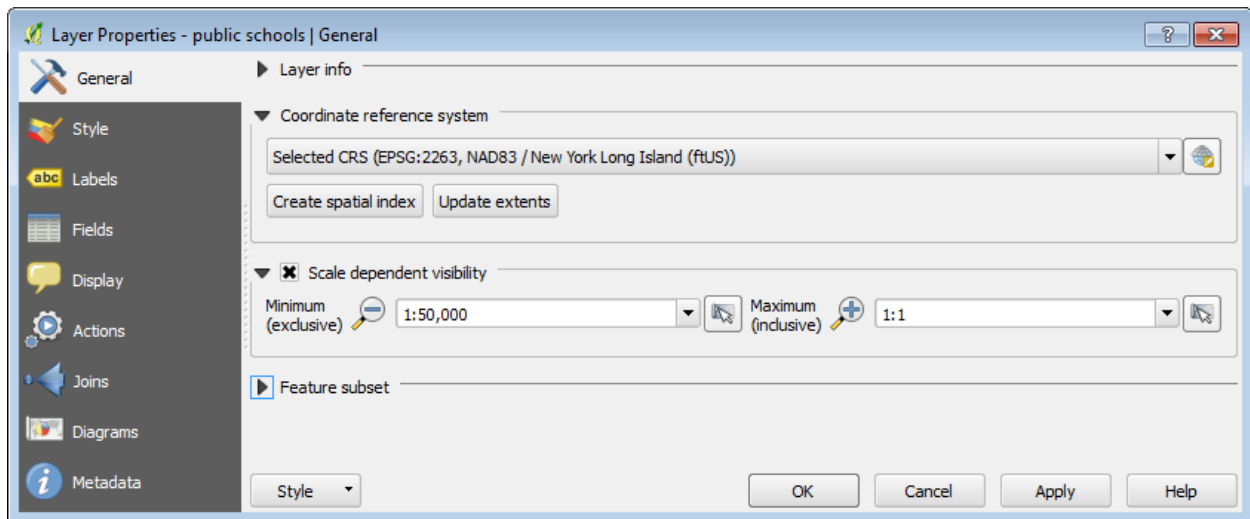 Layer Properties - public schools | General
General
Style
Labels
Fields
Display
Actions
Joins
Diagrams
Metadata
Layer info
Coordinate reference system
Selected CRS (EPSG:2263, NAD83 / New York Long Island (ftUS))
Create spatial index Update extents
Scale dependent visibility
Minimum
(exclusive) 1:50,000
Maximum
(inclusive) 1:1
Feature subset
Style OK Cancel Apply Help
abc